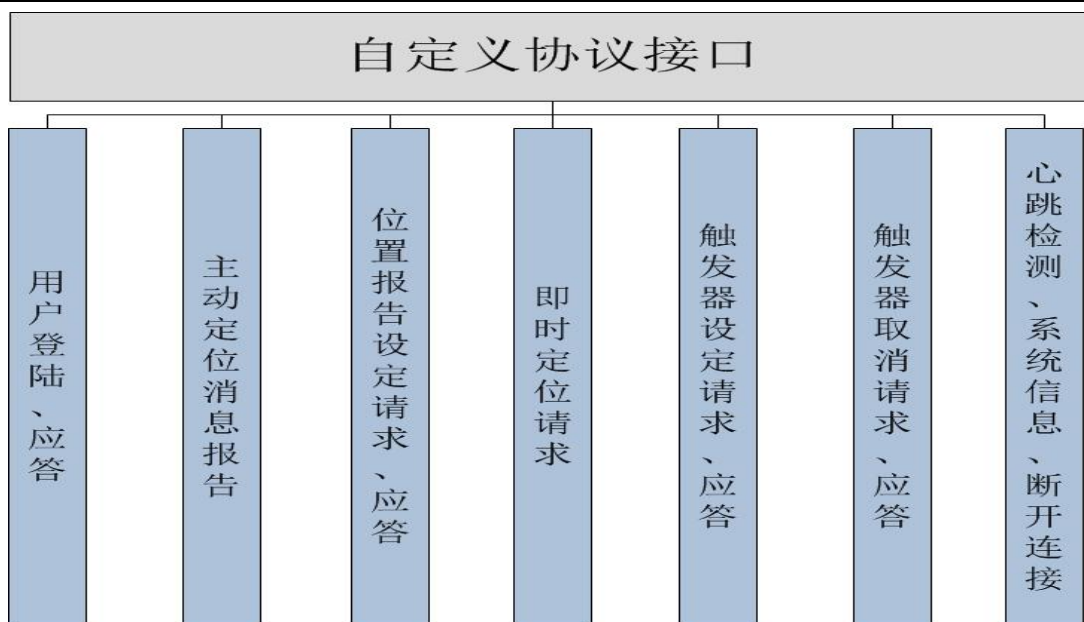 自定义协议接口
用户登陆、应答
主动定位消息报告
位置报告设定请求、应答
即时定位请求
触发器设定请求、应答
触发器取消请求、应答
心跳检测、系统信息、断开连接